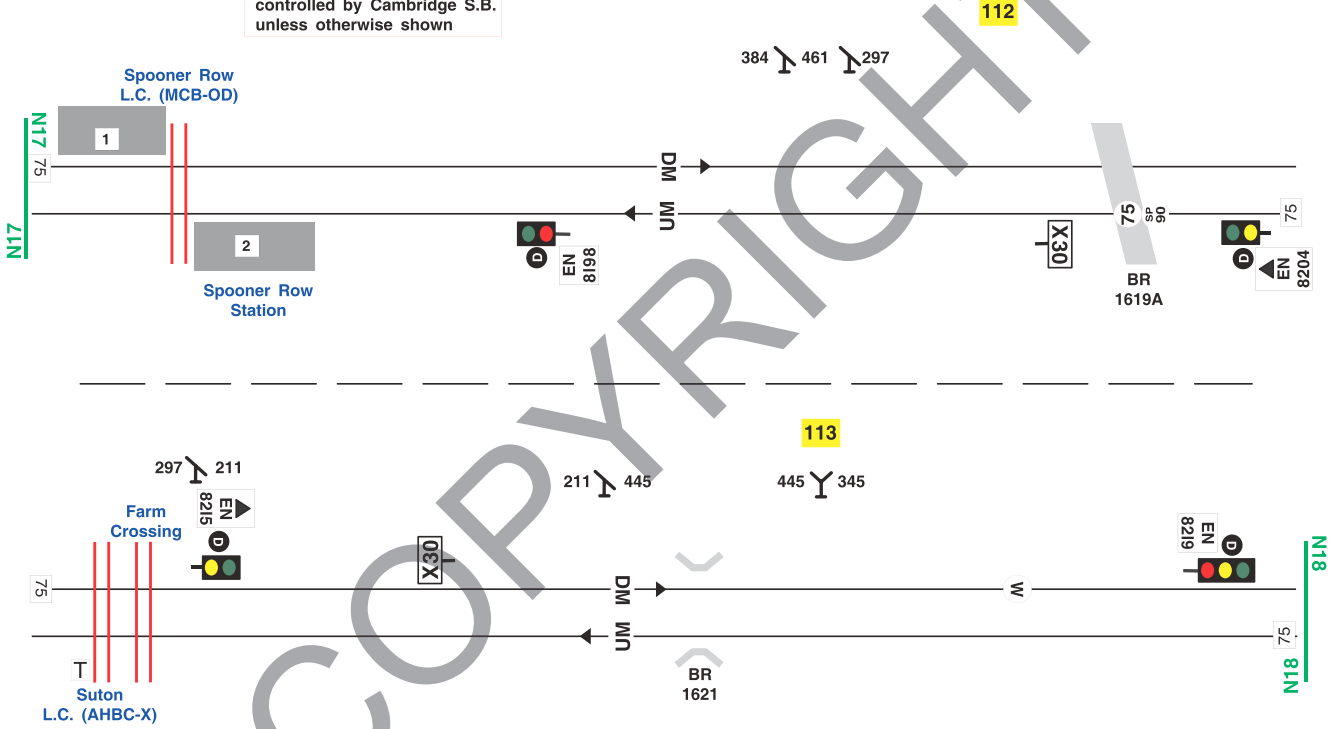 controlled by Cambridge S.B.
unless otherwise shown
112
384 461 297
Spooner Row
L.C. (MCB-OD)
N17
1
75
DM
UM
N17
2
D
EN
8198
X30
75
SP
90
75
D
EN
8204
BR
1619A
Spooner Row
Station
113
297 211
211 445
445 345
EN
8215
D
Farm
Crossing
X30
EN
8219
D
N18
75
DM
W
UM
75
N18
T
BR
1621
Suton
L.C. (AHBC-X)
COPYRIGHT